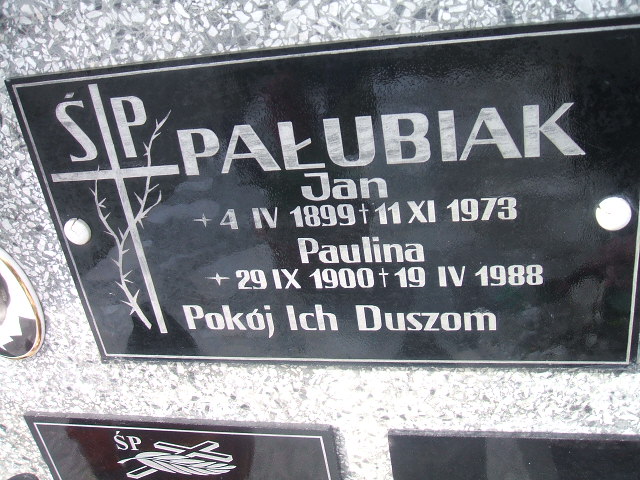 ŚP PAŁUBIAK
Jan
+ 4 IV 1899 † 11 XI 1973
Paulina
+ 29 IX 1900 † 19 IV 1988
Pokój Ich Duszom
ŚP